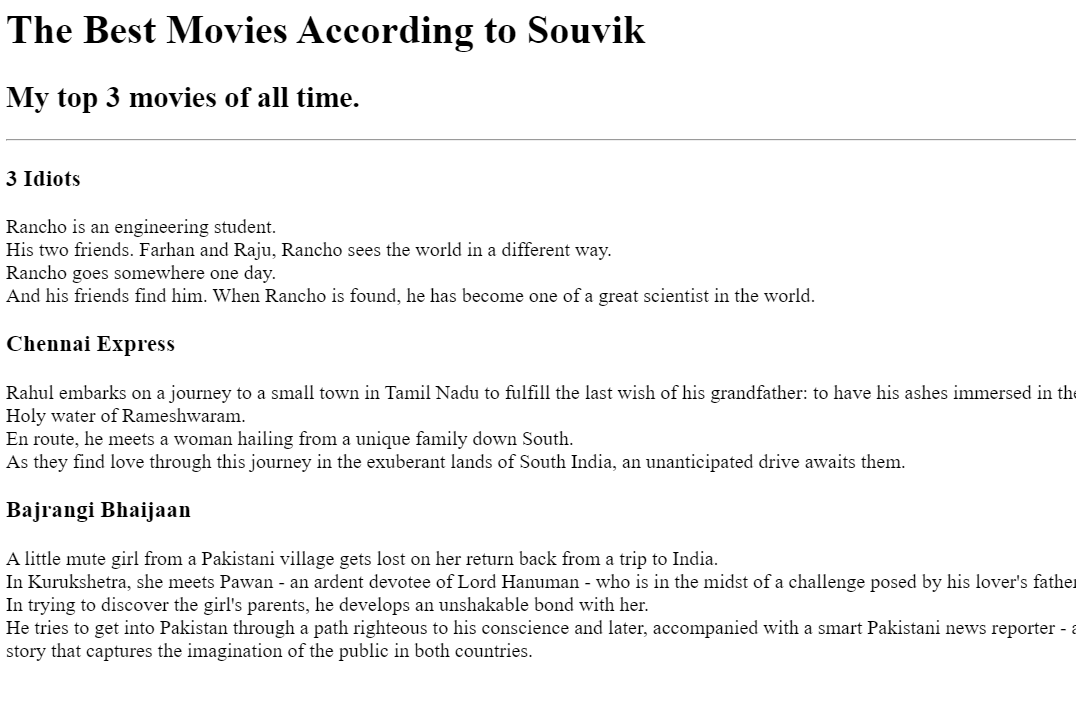 The Best Movies According to Souvik
My top 3 movies of all time.
3 Idiots
Rancho is an engineering student.
His two friends. Farhan and Raju, Rancho sees the world in a different way.
Rancho goes somewhere one day.
And his friends find him. When Rancho is found, he has become one of a great scientist in the world.
Chennai Express
Rahul embarks on a journey to a small town in Tamil Nadu to fulfill the last wish of his grandfather: to have his ashes immersed in the
Holy water of Rameshwaram.
En route, he meets a woman hailing from a unique family down South.
As they find love through this journey in the exuberant lands of South India, an unanticipated drive awaits them.
Bajrangi Bhaijaan
A little mute girl from a Pakistani village gets lost on her return back from a trip to India.
In Kurukshetra, she meets Pawan - an ardent devotee of Lord Hanuman - who is in the midst of a challenge posed by his lover's father
In trying to discover the girl's parents, he develops an unshakable bond with her.
He tries to get into Pakistan through a path righteous to his conscience and later, accompanied with a smart Pakistani news reporter -
story that captures the imagination of the public in both countries.